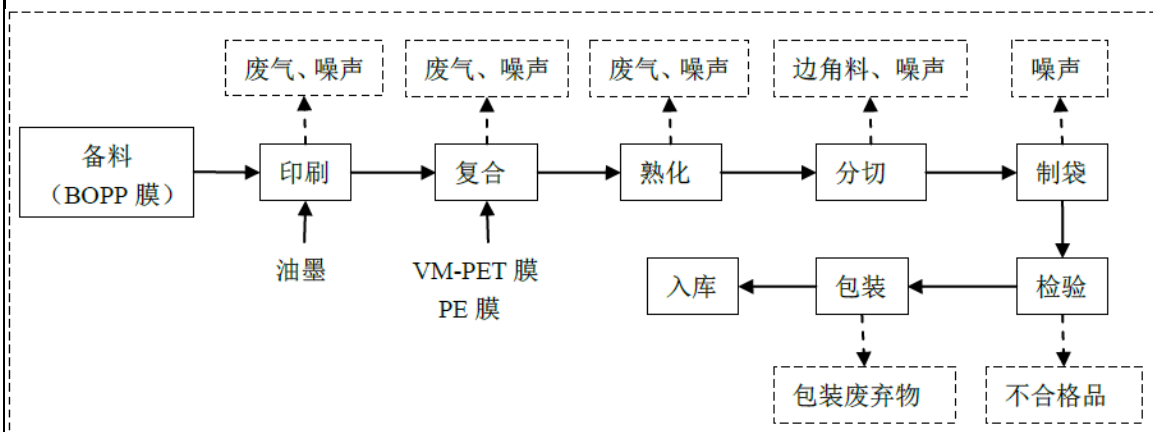 废气、噪声
废气、噪声
废气、噪声
边角料、噪声
噪声
备料
（BOPP 膜）
印刷
复合
熟化
分切
制袋
油墨
VM-PET 膜
PE 膜
入库
包装
检验
包装废弃物
不合格品